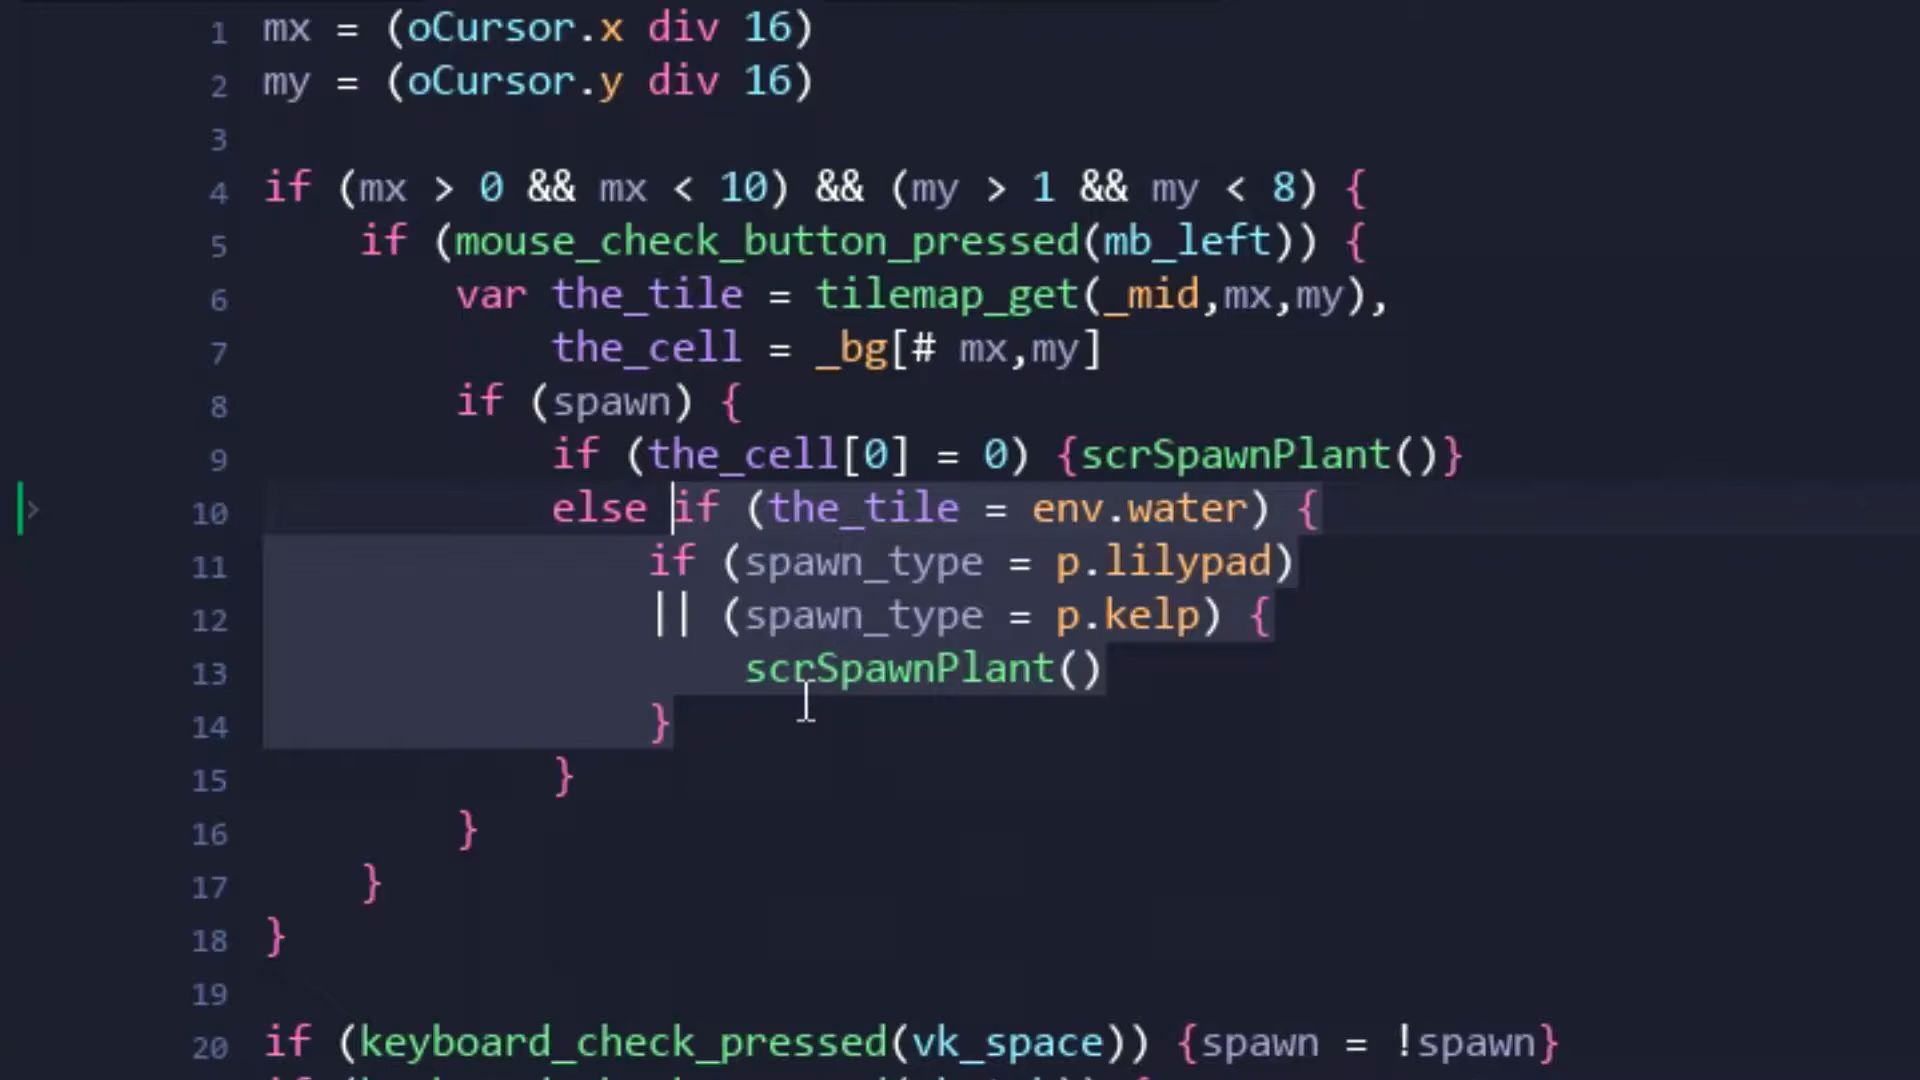 1 mx = (oCursor.x div 16)
2 my = (oCursor.y div 16)
3
4 if (mx > 0 && mx < 10) && (my > 1 && my < 8) {
5 if (mouse_check_button_pressed(mb_left)) {
6 var the_tile = tilemap_get(_mid,mx,my),
7 the_cell = _bg[# mx,my]
8 if (spawn) {
9 if (the_cell[0] = 0) {scrSpawnPlant()}
10 else if (the_tile = env.water) {
11 if (spawn_type = p.lilypad)
12 || (spawn_type = p.kelp) {
13 scrSpawnPlant()
14 }
15 }
16 }
17 }
18 }
19
20 if (keyboard_check_pressed(vk_space)) {spawn = !spawn}